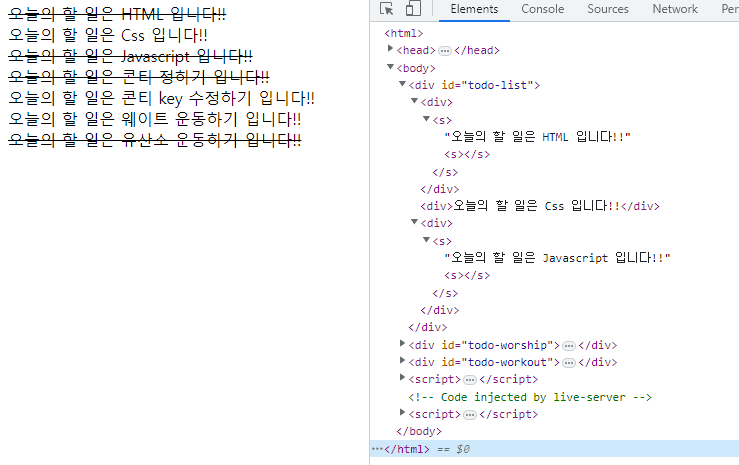 오늘의 할 일은 HTML 입니다!!
오늘의 할 일은 Css 입니다!!
오늘의 할 일은 Javascript 입니다!!
오늘의 할 일은 콘티 정하기 입니다!!
오늘의 할 일은 콘티 key 수정하기 입니다!!
오늘의 할 일은 웨이트 운동하기 입니다!!
오늘의 할 일은 유산소 운동하기 입니다!!
Elements Console Sources Network Per
<html>
<head>…</head>
<body>
<div id="todo-list">
<div>
<s>
"오늘의 할 일은 HTML 입니다!!"
<s></s>
</s>
</div>
<div>오늘의 할 일은 Css 입니다!!</div>
<div>
<s>
"오늘의 할 일은 Javascript 입니다!!"
<s></s>
</s>
</div>
</div>
<div id="todo-worship">…</div>
<div id="todo-workout">…</div>
<script>…</script>
<!-- Code injected by live-server -->
<script>…</script>
</body>
…</html> == $0